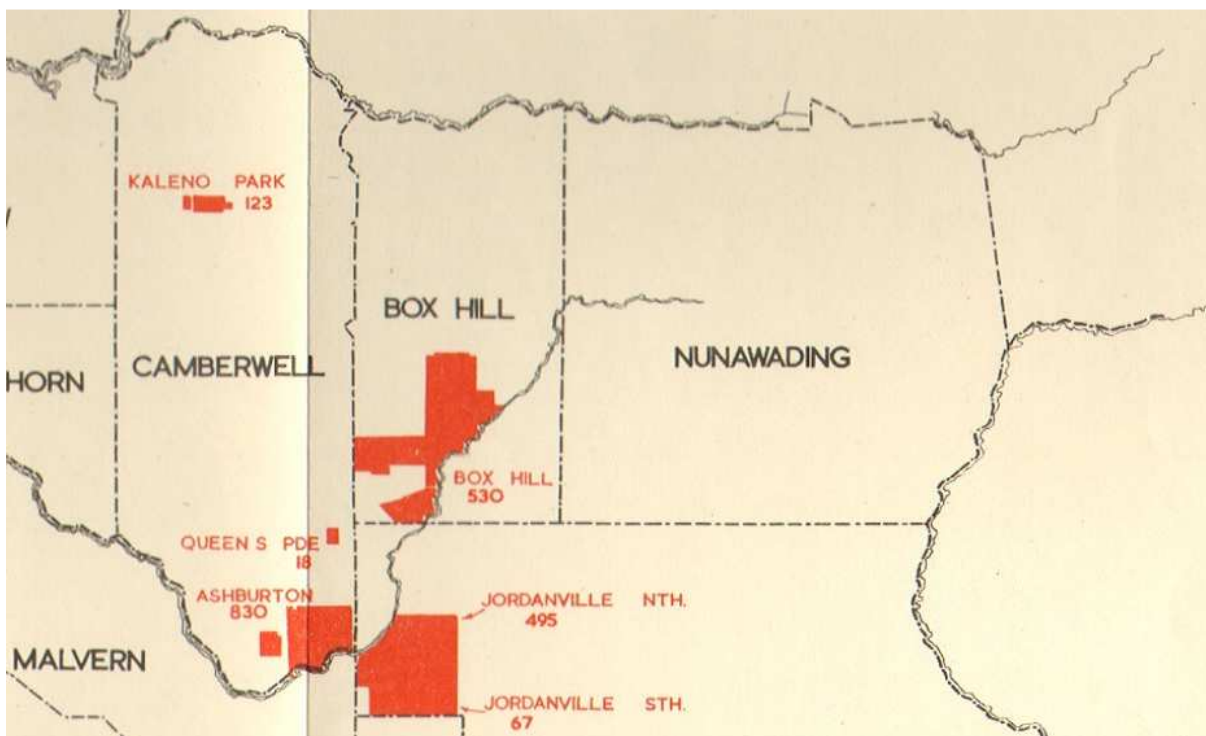 KALENO PARK
123
BOX HILL
NUNAWADING
CAMBERWELL
HORN
BOX HILL
530
QUEEN S PDE
18
ASHBURTON
830
JORDANVILLE NTH.
495
MALVERN
JORDANVILLE STH.
67